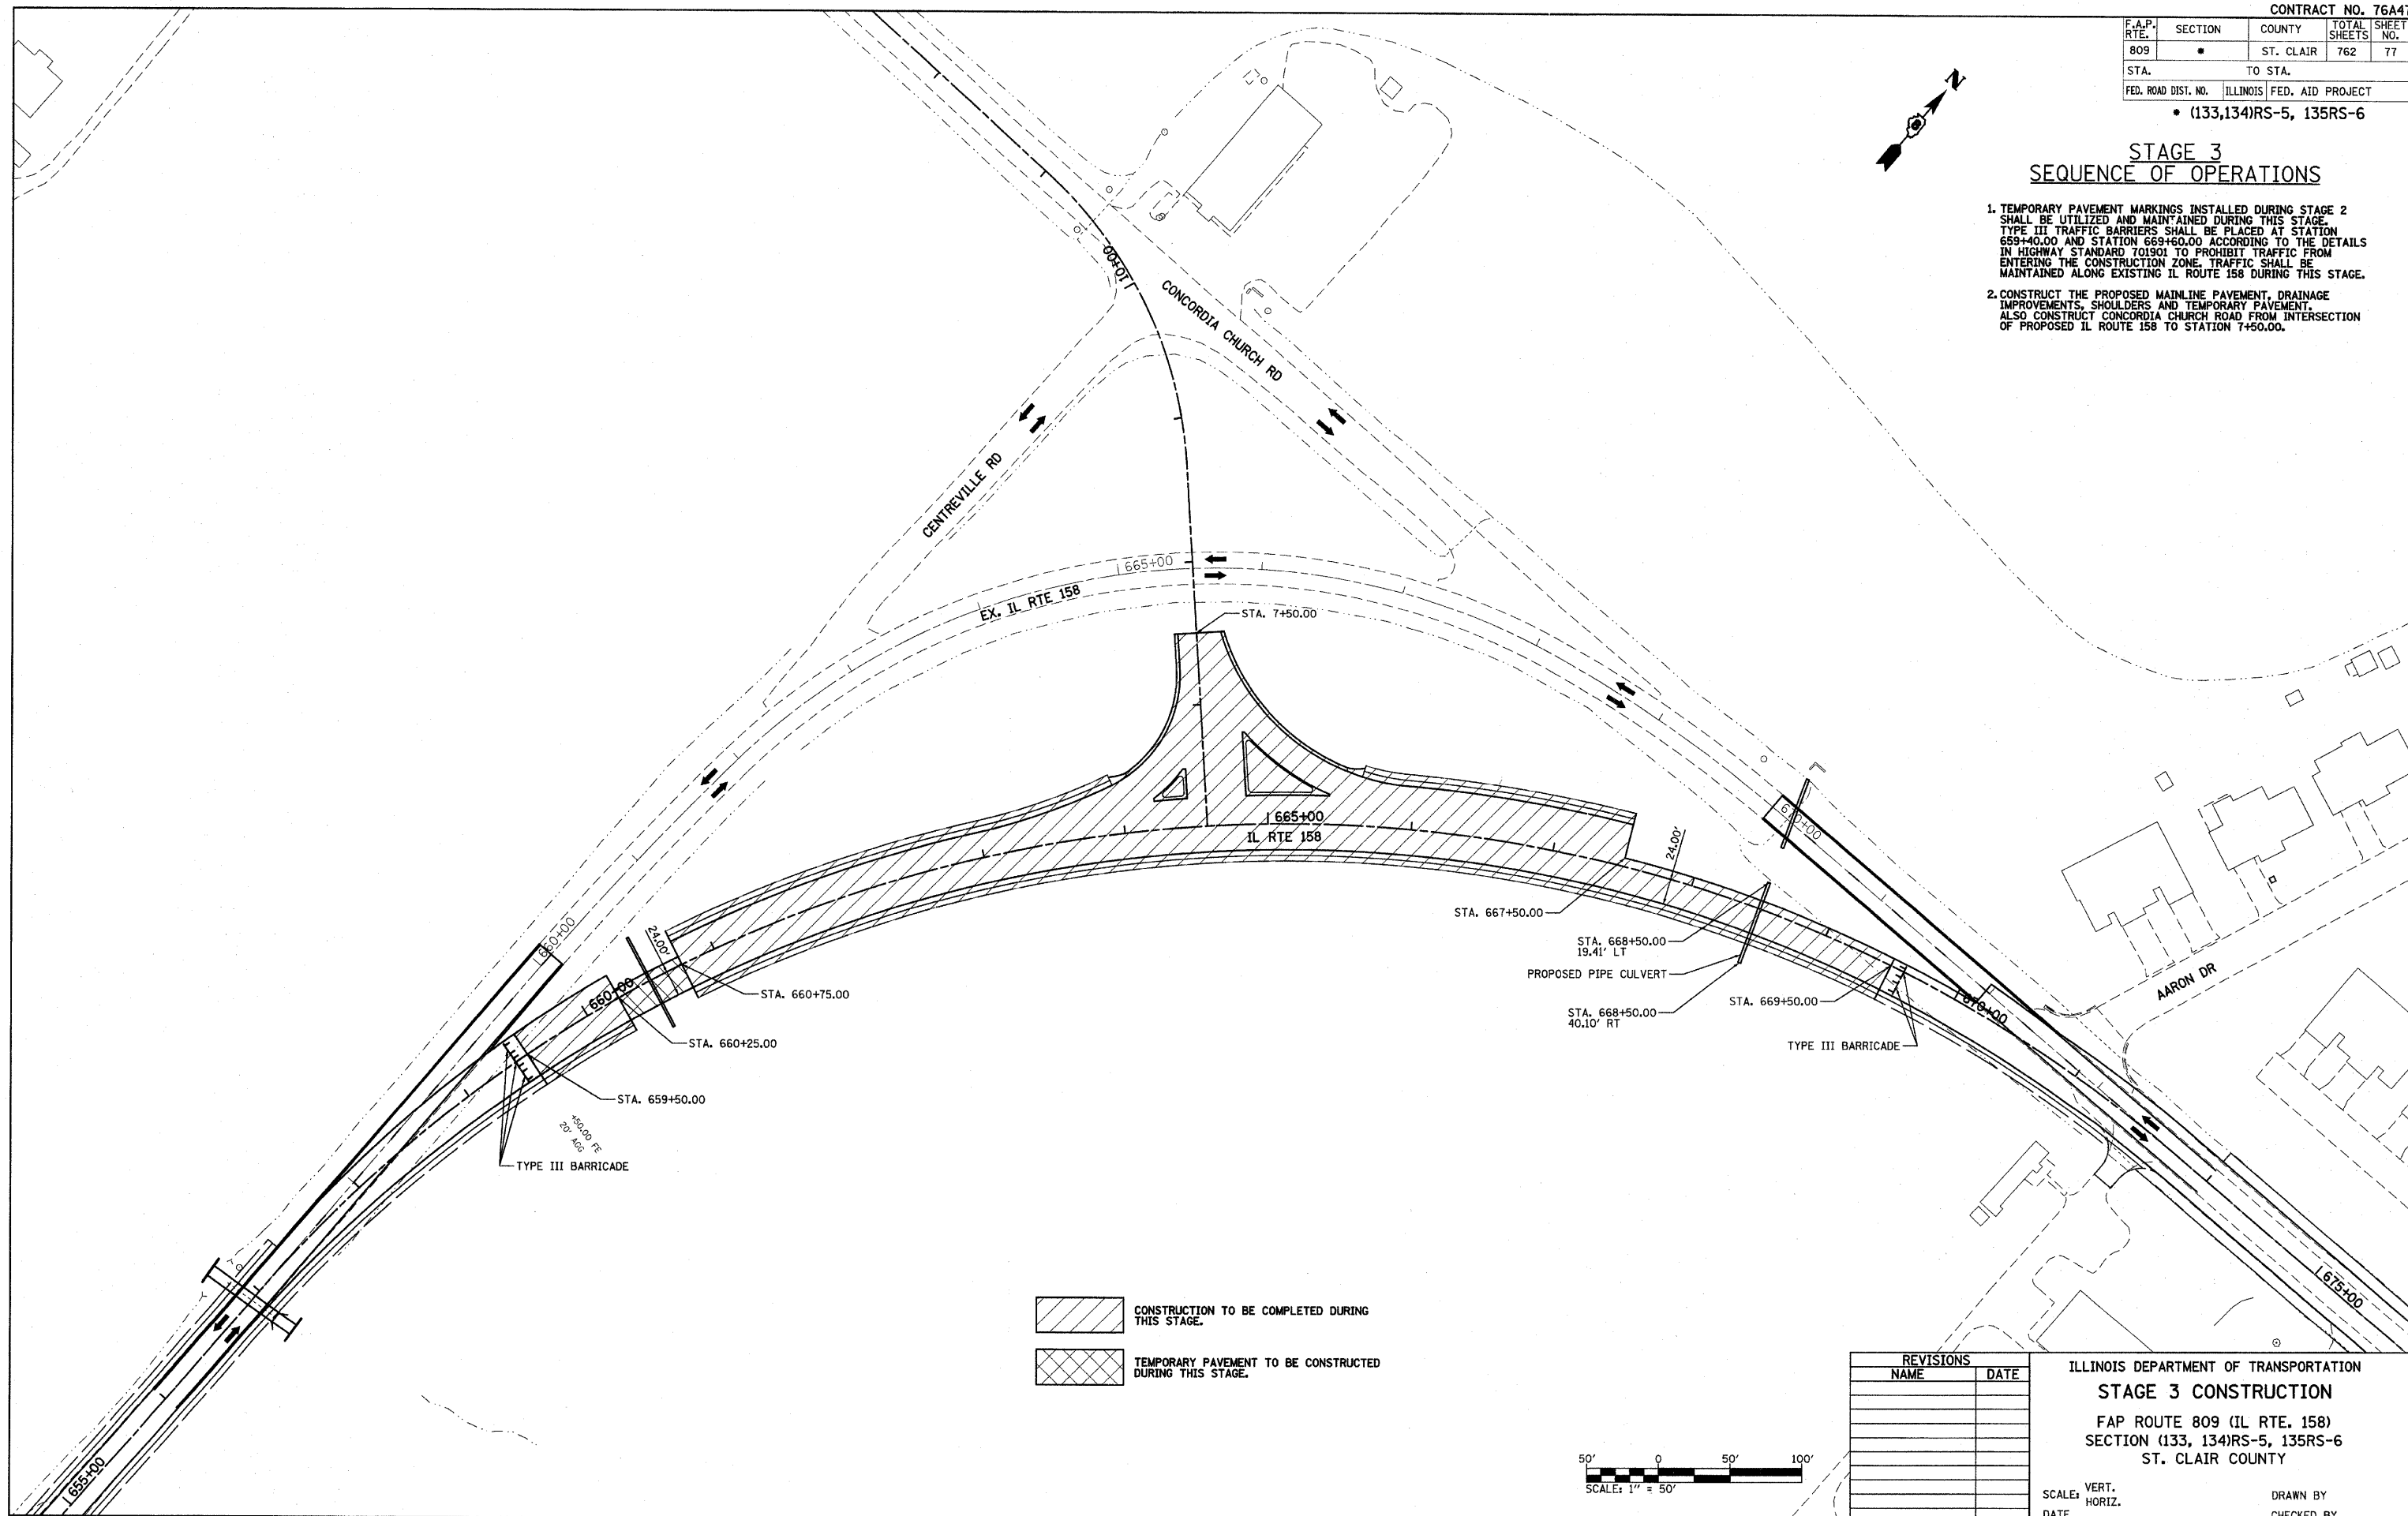 CONTRACT NO. 76A47
F.A.P. RTE. SECTION COUNTY TOTAL SHEETS SHEET NO.
809 * ST. CLAIR 762 77
STA. TO STA.
FED. ROAD DIST. NO. ILLINOIS FED. AID PROJECT
* (133,134)RS-5, 135RS-6
N
STAGE 3
SEQUENCE OF OPERATIONS
1. TEMPORARY PAVEMENT MARKINGS INSTALLED DURING STAGE 2
SHALL BE UTILIZED AND MAINTAINED DURING THIS STAGE.
TYPE III TRAFFIC BARRIERS SHALL BE PLACED AT STATION
659+40.00 AND STATION 669+60.00 ACCORDING TO THE DETAILS
IN HIGHWAY STANDARD 701901 TO PROHIBIT TRAFFIC FROM
ENTERING THE CONSTRUCTION ZONE. TRAFFIC SHALL BE
MAINTAINED ALONG EXISTING IL ROUTE 158 DURING THIS STAGE.
2. CONSTRUCT THE PROPOSED MAINLINE PAVEMENT, DRAINAGE
IMPROVEMENTS, SHOULDERS AND TEMPORARY PAVEMENT.
ALSO CONSTRUCT CONCORDIA CHURCH ROAD FROM INTERSECTION
OF PROPOSED IL ROUTE 158 TO STATION 7+50.00.
10+00
CONCORDIA CHURCH RD
CENTREVILLE RD
665+00
EX. IL RTE 158
STA. 7+50.00
665+00
IL RTE 158
670+00
24.00'
STA. 667+50.00
STA. 668+50.00
19.41' LT
PROPOSED PIPE CULVERT
STA. 668+50.00
40.10' RT
STA. 669+50.00
TYPE III BARRICADE
670+00
AARON DR
660+00
24.00'
660+00
STA. 660+75.00
STA. 660+25.00
STA. 659+50.00
+50.00 FE
20' AGG
TYPE III BARRICADE
675+00
655+00
CONSTRUCTION TO BE COMPLETED DURING
THIS STAGE.
TEMPORARY PAVEMENT TO BE CONSTRUCTED
DURING THIS STAGE.
50' 0 50' 100'
SCALE: 1" = 50'
REVISIONS
NAME DATE
ILLINOIS DEPARTMENT OF TRANSPORTATION
STAGE 3 CONSTRUCTION
FAP ROUTE 809 (IL RTE. 158)
SECTION (133, 134)RS-5, 135RS-6
ST. CLAIR COUNTY
SCALE: VERT.
HORIZ.
DRAWN BY
DATE
CHECKED BY